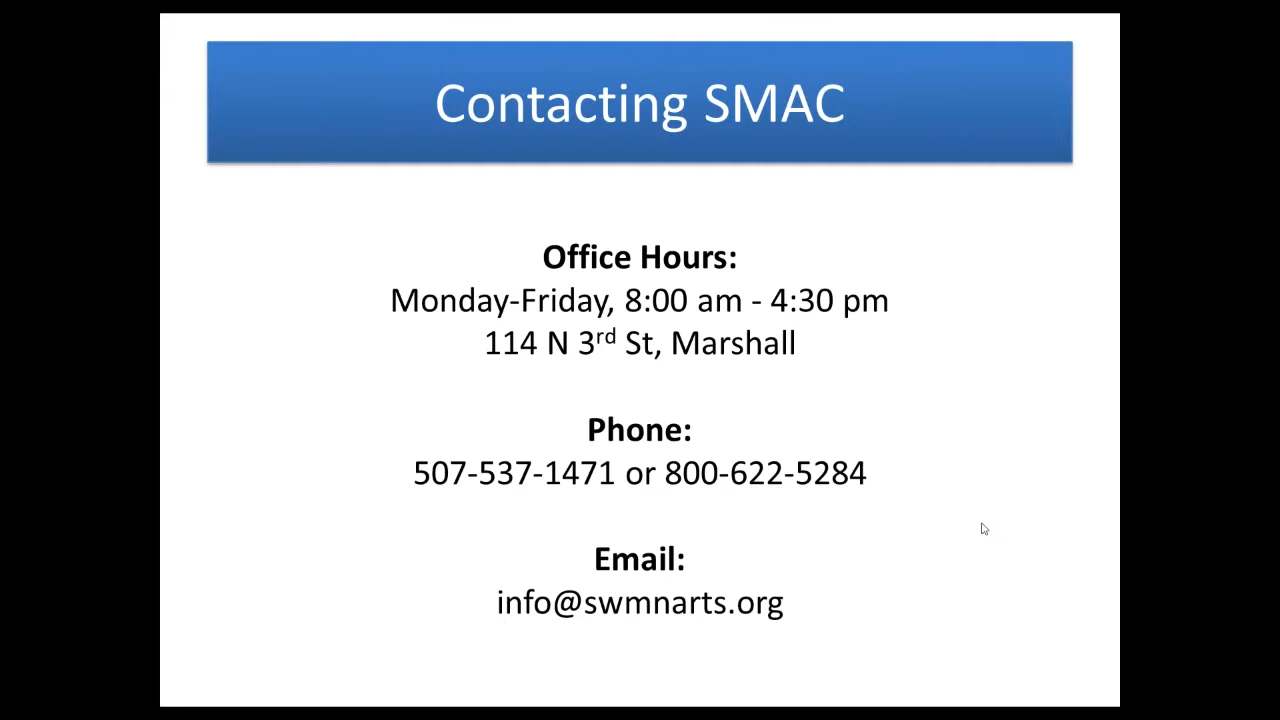 Contacting SMAC
Office Hours:
Monday-Friday, 8:00 am - 4:30 pm
114 N 3rd St, Marshall
Phone:
507-537-1471 or 800-622-5284
Email:
info@swmnarts.org